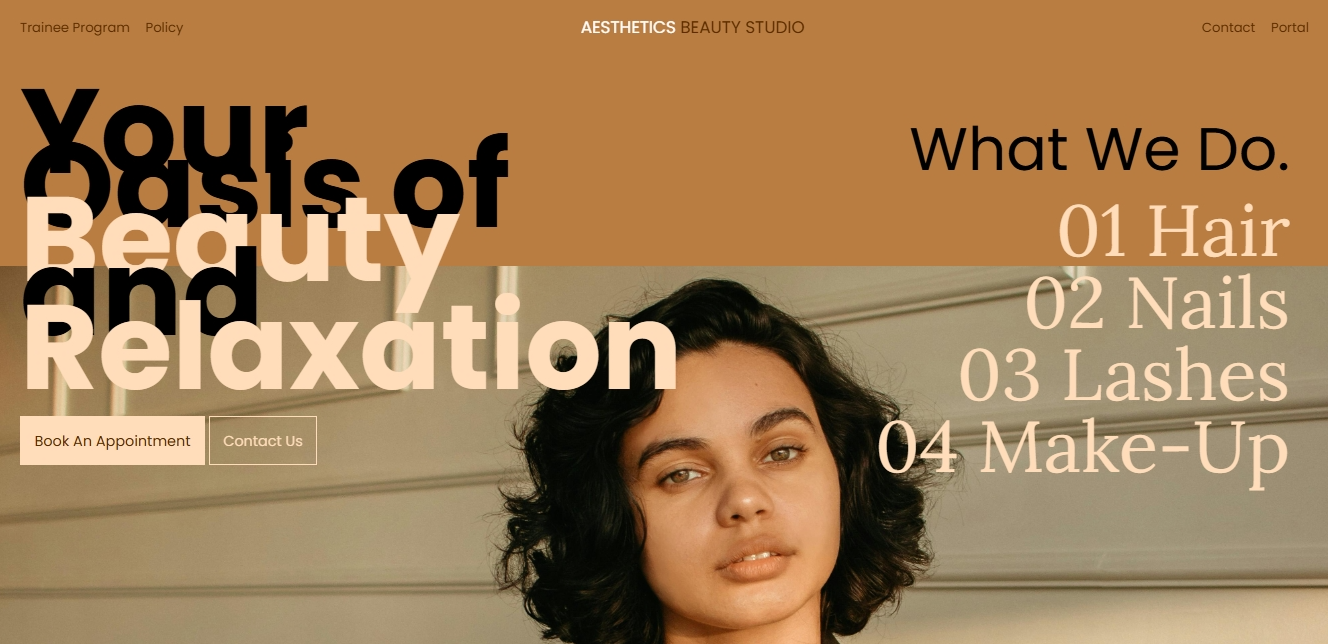 Trainee Program Policy
AESTHETICS BEAUTY STUDIO
Contact Portal
Your
Oasis of
Beauty
and
Relaxation
Book An Appointment
Contact Us
What We Do.
01 Hair
02 Nails
03 Lashes
04 Make-Up